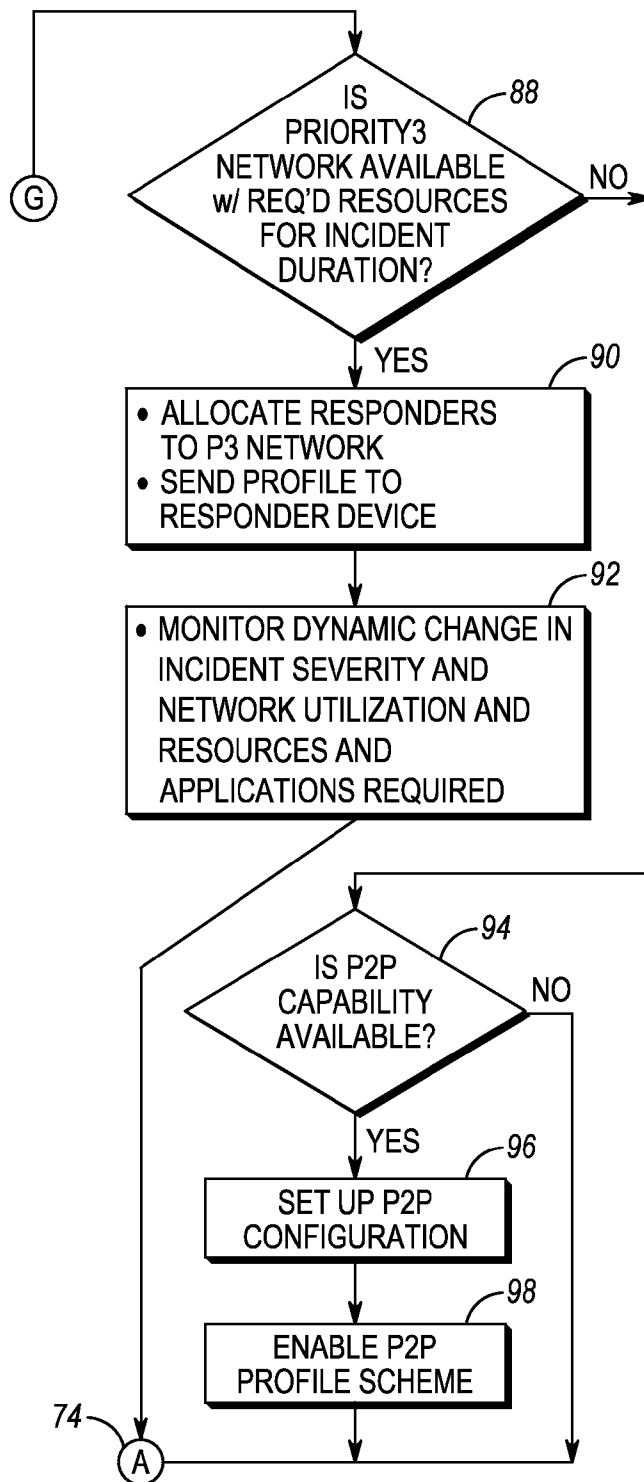 88
IS
PRIORITY3
NETWORK AVAILABLE
w/ REQ'D RESOURCES
FOR INCIDENT
DURATION?
NO
G
YES
90
• ALLOCATE RESPONDERS
TO P3 NETWORK
• SEND PROFILE TO
RESPONDER DEVICE
92
• MONITOR DYNAMIC CHANGE IN
INCIDENT SEVERITY AND
NETWORK UTILIZATION AND
RESOURCES AND
APPLICATIONS REQUIRED
94
IS P2P
CAPABILITY
AVAILABLE?
NO
YES
96
SET UP P2P
CONFIGURATION
98
ENABLE P2P
PROFILE SCHEME
74
A